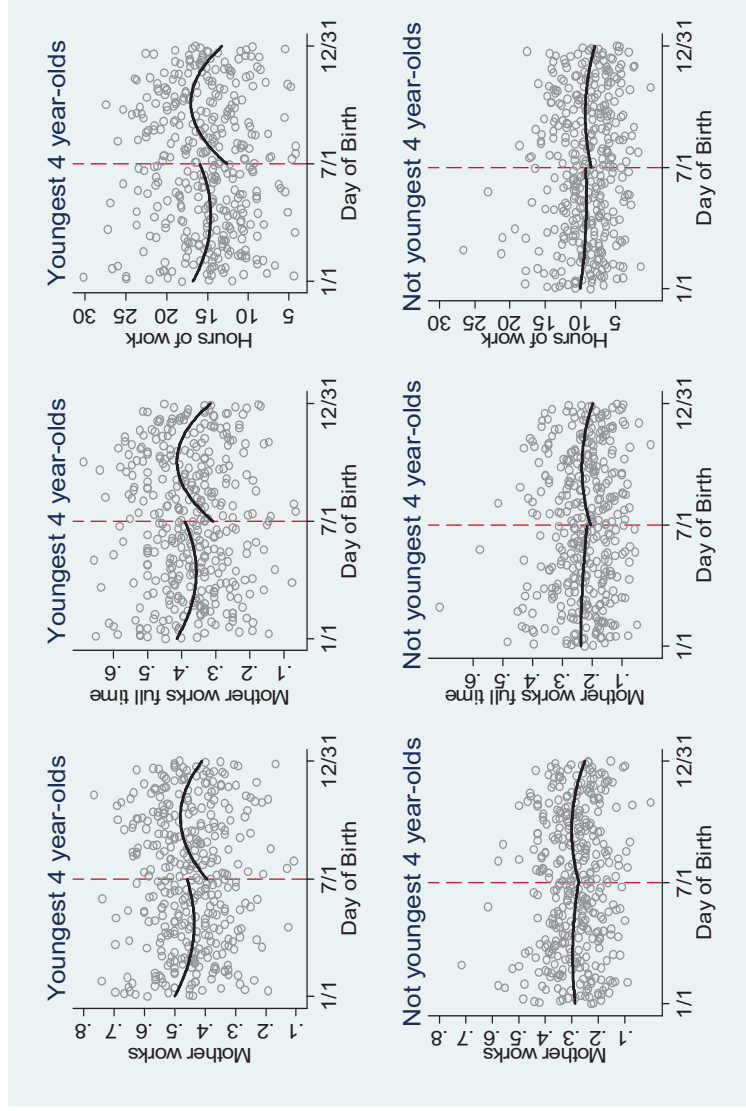 Youngest 4 year-olds
Mother works
.8
.7
.6
.5
.4
.3
.2
.1
1/1 7/1 12/31
Day of Birth
Youngest 4 year-olds
Mother works full time
.6
.5
.4
.3
.2
.1
1/1 7/1 12/31
Day of Birth
Youngest 4 year-olds
Hours of work
30
25
20
15
10
5
1/1 7/1 12/31
Day of Birth
Not youngest 4 year-olds
Mother works
.8
.7
.6
.5
.4
.3
.2
.1
1/1 7/1 12/31
Day of Birth
Not youngest 4 year-olds
Mother works full time
.6
.5
.4
.3
.2
.1
1/1 7/1 12/31
Day of Birth
Not youngest 4 year-olds
Hours of work
30
25
20
15
10
5
1/1 7/1 12/31
Day of Birth